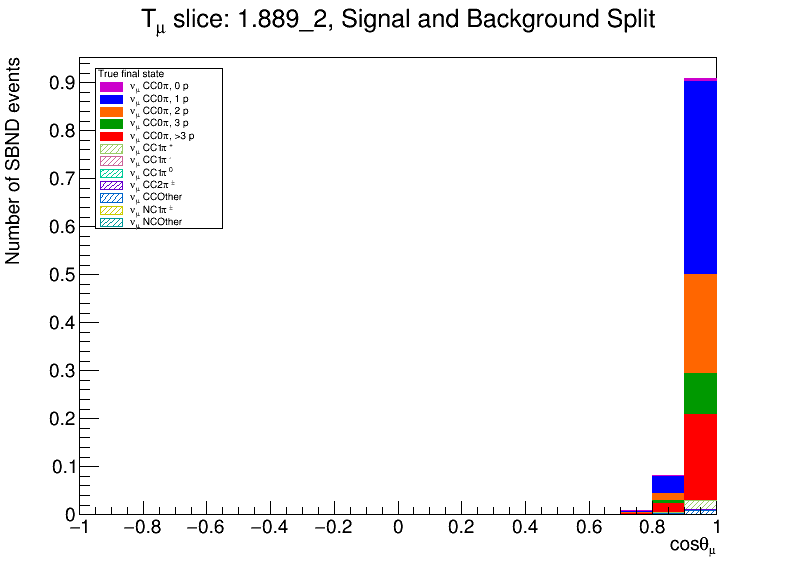 Tμ slice: 1.889_2, Signal and Background Split
Number of SBND events
True final state
νμ CC0π, 0 p
νμ CC0π, 1 p
νμ CC0π, 2 p
νμ CC0π, 3 p
νμ CC0π, >3 p
νμ CC1π⁺
νμ CC1π⁻
νμ CC1π⁰
νμ CC2π±
νμ CCOther
νμ NC1π±
νμ NCOther
0.9
0.8
0.7
0.6
0.5
0.4
0.3
0.2
0.1
0
−1 −0.8 −0.6 −0.4 −0.2 0 0.2 0.4 0.6 0.8 1
cosθμ